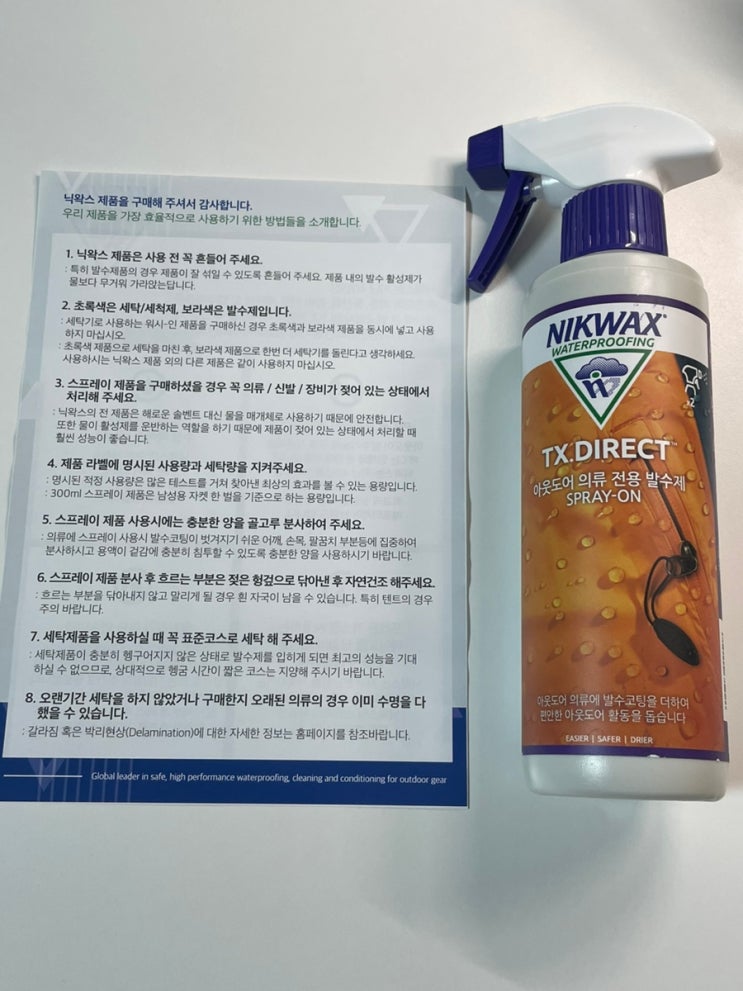 닉왁스 제품을 구매해 주셔서 감사합니다.
우리 제품을 가장 효율적으로 사용하기 위한 방법들을 소개합니다.
1. 닉왁스 제품은 사용 전 꼭 흔들어 주세요.
: 특히 발수제품의 경우 제품이 잘 섞일 수 있도록 흔들어 주세요. 제품 내의 발수 활성제가
물보다 무거워 가라앉는답니다.
2. 초록색은 세탁/세척제, 보라색은 발수제입니다.
: 세탁기로 사용하는 워시-인 제품을 구매하신 경우 초록색과 보라색 제품을 동시에 넣고 사용
하지 마십시오.
: 초록색 제품으로 세탁을 마친 후, 보라색 제품으로 한번 더 세탁기를 돌린다고 생각하세요.
사용하시는 닉왁스 제품 외의 다른 제품은 같이 사용하지 마십시오.
3. 스프레이 제품을 구매하셨을 경우 꼭 의류 / 신발 / 장비가 젖어 있는 상태에서
처리해 주세요.
: 닉왁스의 전 제품은 해로운 솔벤트 대신 물을 매개체로 사용하기 때문에 안전합니다.
또한 물이 활성제를 운반하는 역할을 하기 때문에 제품이 젖어 있는 상태에서 처리할 때
훨씬 성능이 좋습니다.
4. 제품 라벨에 명시된 사용량과 세탁량을 지켜주세요.
: 명시된 적정 사용량은 많은 테스트를 거쳐 찾아낸 최상의 효과를 볼 수 있는 용량입니다.
: 300ml 스프레이 제품은 남성용 자켓 한 벌을 기준으로 하는 용량입니다.
5. 스프레이 제품 사용시에는 충분한 양을 골고루 분사하여 주세요.
: 의류에 스프레이 사용시 발수코팅이 벗겨지기 쉬운 어깨, 손목, 팔꿈치 부분등에 집중하여
분사하시고 용액이 겉감에 충분히 침투할 수 있도록 충분한 양을 사용하시기 바랍니다.
6. 스프레이 제품 분사 후 흐르는 부분은 젖은 헝겊으로 닦아낸 후 자연건조 해주세요.
: 흐르는 부분을 닦아내지 않고 말리게 될 경우 흰 자국이 남을 수 있습니다. 특히 텐트의 경우
주의 바랍니다.
7. 세탁제품을 사용하실 때 꼭 표준코스로 세탁 해 주세요.
: 세탁제품이 충분히 헹구어지지 않은 상태로 발수제를 입히게 되면 최고의 성능을 기대
하실 수 없으므로, 상대적으로 헹굼 시간이 짧은 코스는 지양해 주시기 바랍니다.
8. 오랜기간 세탁을 하지 않았거나 구매한지 오래된 의류의 경우 이미 수명을 다
했을 수 있습니다.
: 갈라짐 혹은 박리현상(Delamination)에 대한 자세한 정보는 홈페이지를 참조바랍니다.
Global leader in safe, high performance waterproofing, cleaning and conditioning for outdoor gear
NIKWAX
WATERPROOFING
TX.DIRECT™
아웃도어 의류 전용 발수제
SPRAY-ON
아웃도어 의류에 발수코팅을 더하여
편안한 아웃도어 활동을 돕습니다
EASIER | SAFER | DRIER